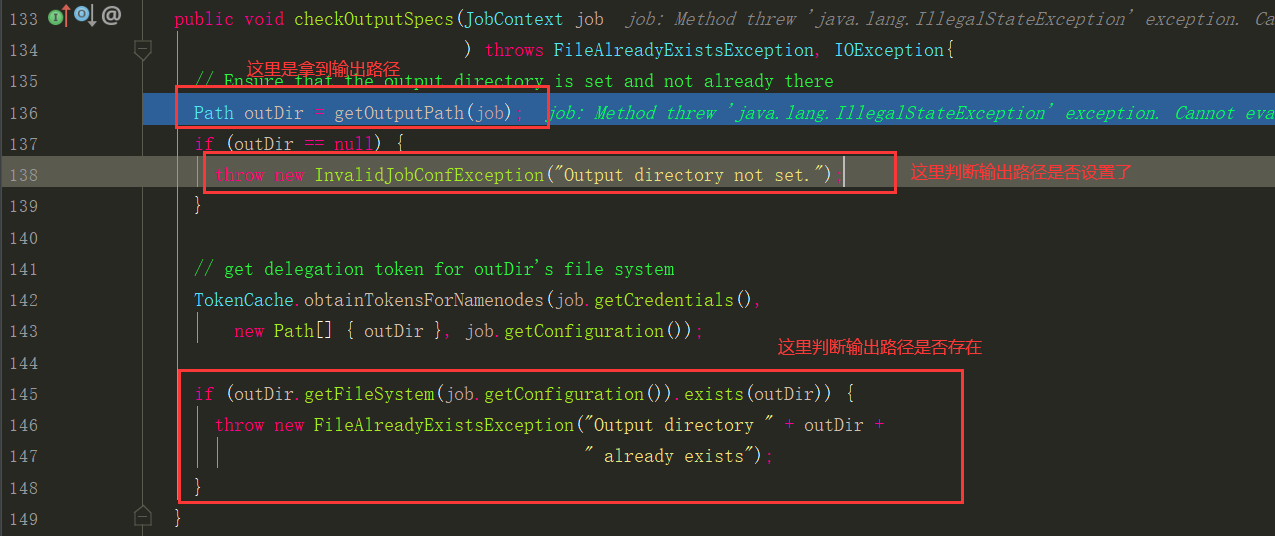 133 public void checkOutputSpecs(JobContext job job: Method threw 'java.lang.IllegalStateException' exception. Ca
134 ) throws FileAlreadyExistsException, IOException{
这里是拿到输出路径
135 // Ensure that the output directory is set and not already there
136 Path outDir = getOutputPath(job); job: Method threw 'java.lang.IllegalStateException' exception. Cannot eva
137 if (outDir == null) {
138 throw new InvalidJobConfException("Output directory not set."); 这里判断输出路径是否设置了
139 }
140
141 // get delegation token for outDir's file system
142 TokenCache.obtainTokensForNamenodes(job.getCredentials(),
143 new Path[] { outDir }, job.getConfiguration());
这里判断输出路径是否存在
144
145 if (outDir.getFileSystem(job.getConfiguration()).exists(outDir)) {
146 throw new FileAlreadyExistsException("Output directory " + outDir +
147 " already exists");
148 }
149 }